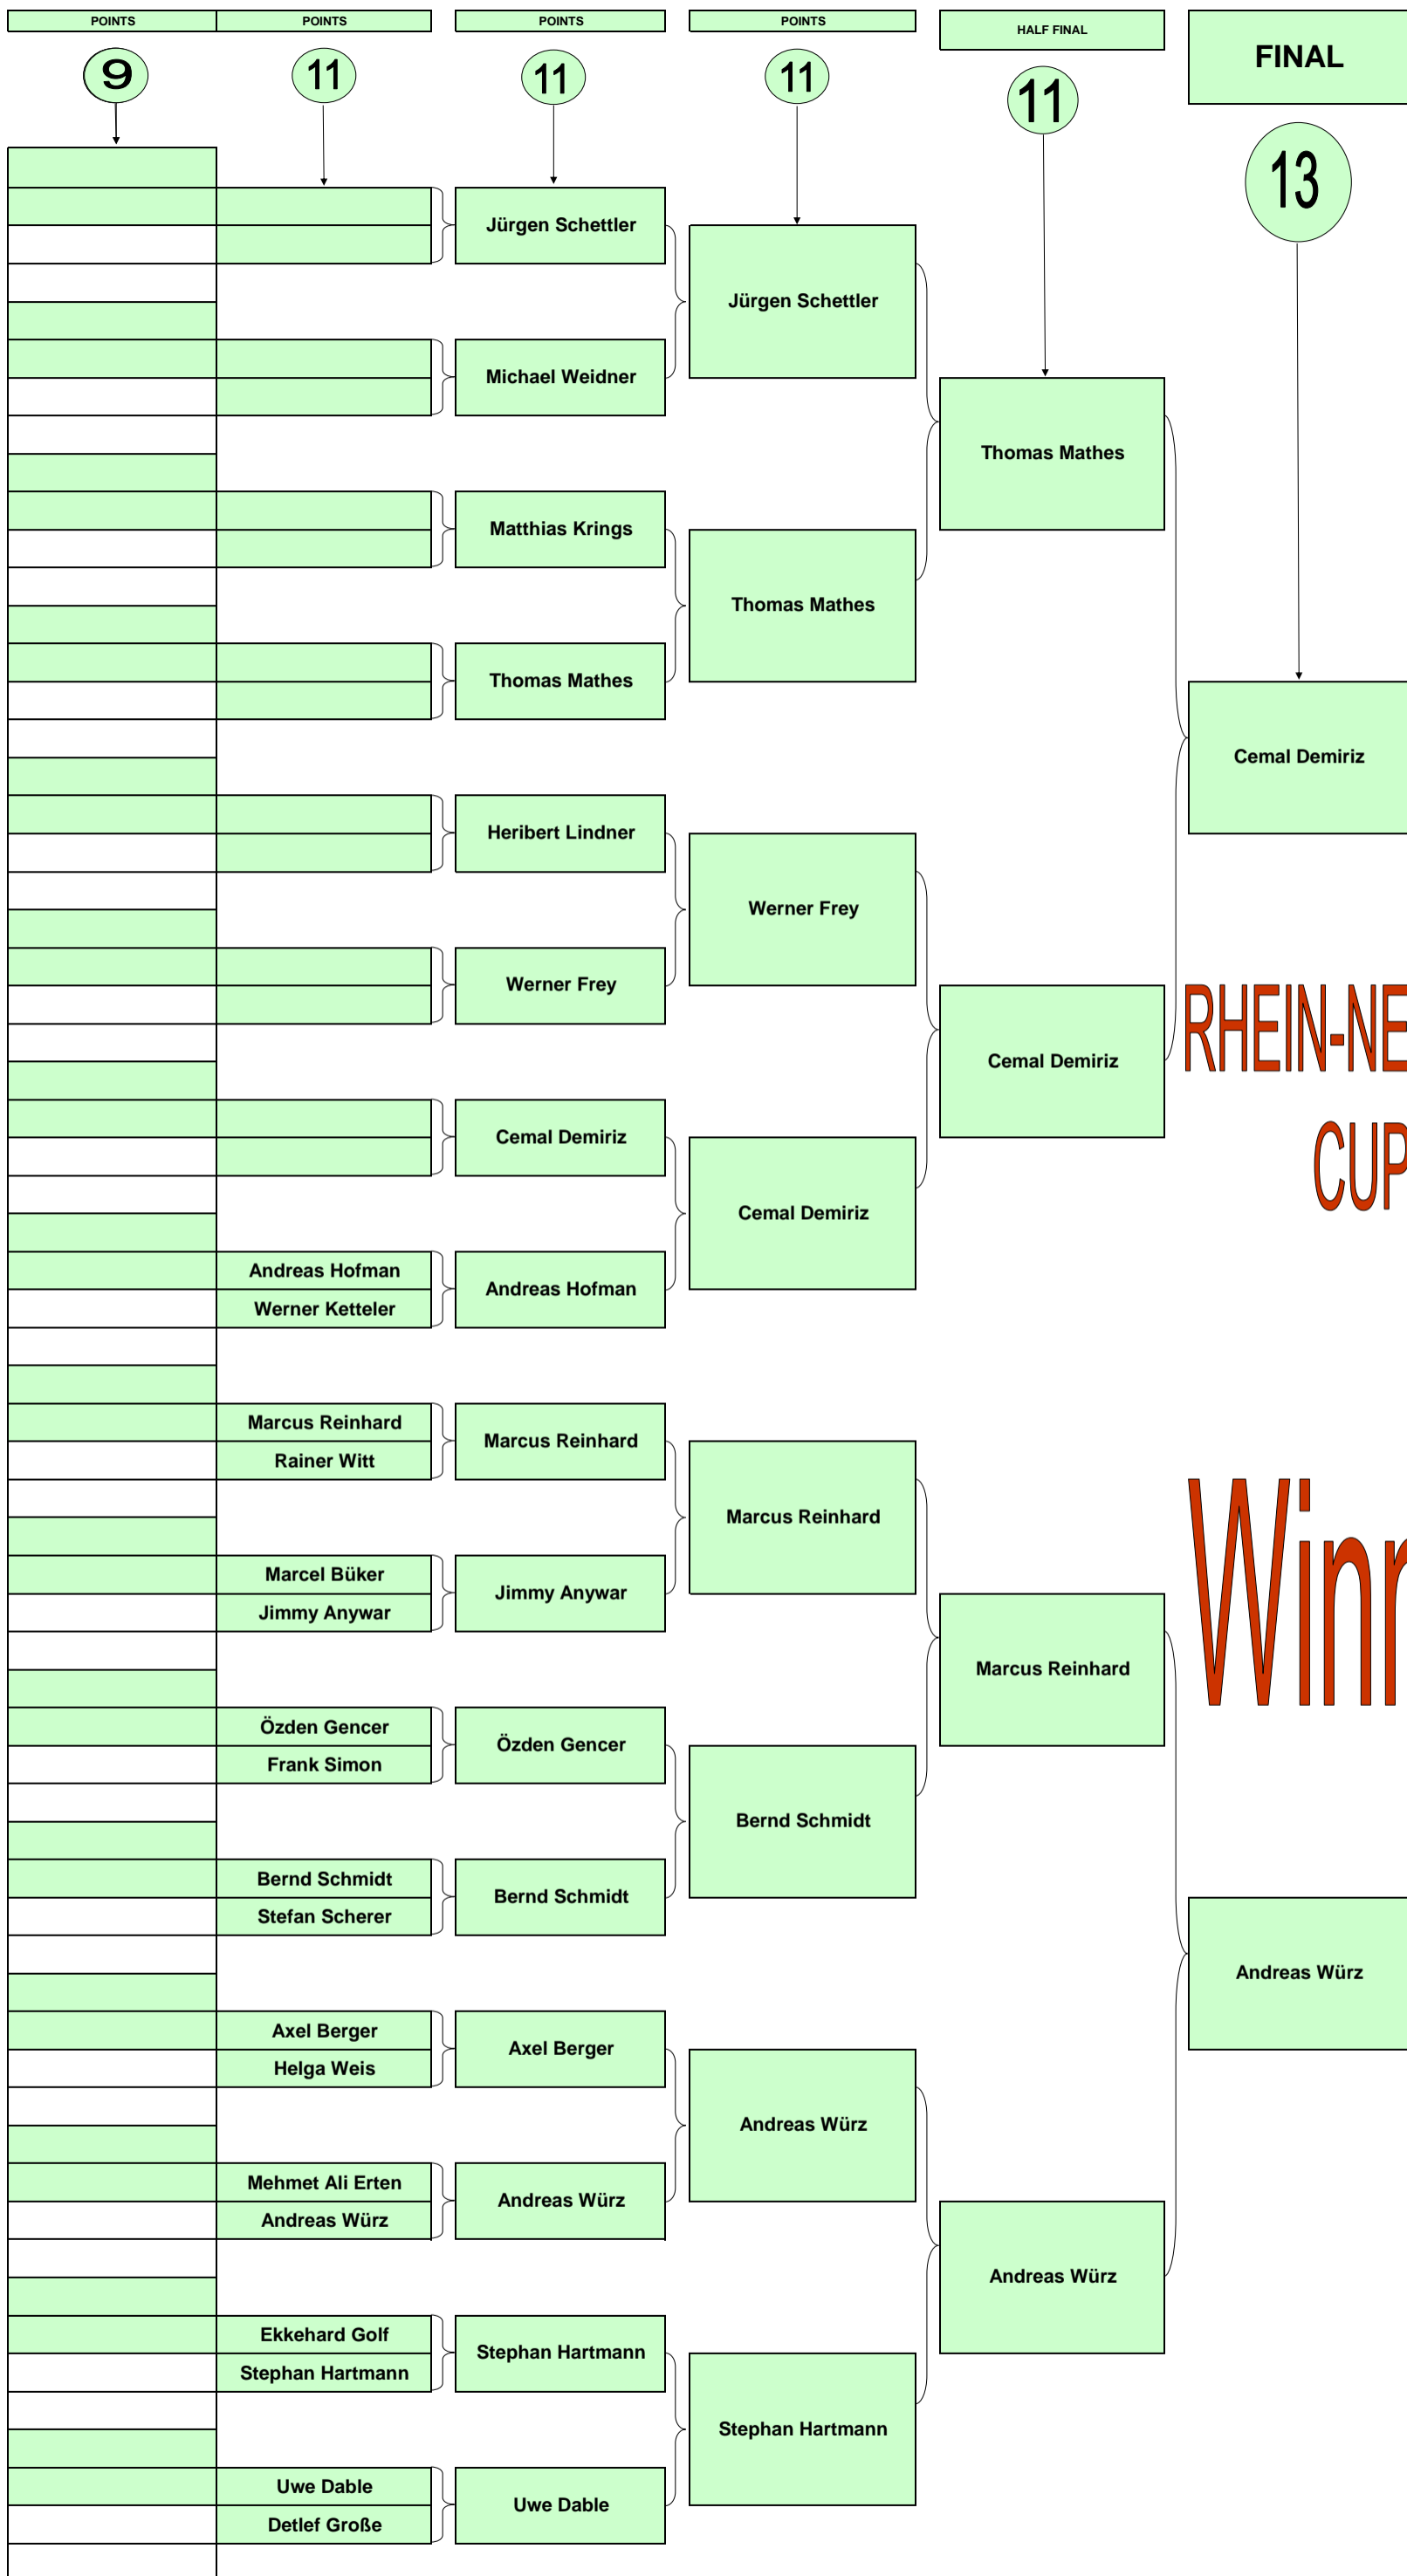 POINTS POINTS POINTS POINTS HALF FINAL FINAL
9 11 11 11 11 13
Jürgen Schettler
Jürgen Schettler
Michael Weidner
Thomas Mathes
Matthias Krings
Thomas Mathes
Thomas Mathes
Cemal Demiriz
Heribert Lindner
Werner Frey
Werner Frey
RHEIN-NE
Cemal Demiriz
Cemal Demiriz
CUP
Cemal Demiriz
Andreas Hofman
Andreas Hofman
Werner Ketteler
Marcus Reinhard
Marcus Reinhard
Rainer Witt
Marcus Reinhard
Winn
Marcel Büker
Jimmy Anywar
Jimmy Anywar
Marcus Reinhard
Özden Gencer
Özden Gencer
Frank Simon
Bernd Schmidt
Bernd Schmidt
Bernd Schmidt
Stefan Scherer
Andreas Würz
Axel Berger
Axel Berger
Helga Weis
Andreas Würz
Mehmet Ali Erten
Andreas Würz
Andreas Würz
Andreas Würz
Ekkehard Golf
Stephan Hartmann
Stephan Hartmann
Stephan Hartmann
Uwe Dable
Uwe Dable
Detlef Große